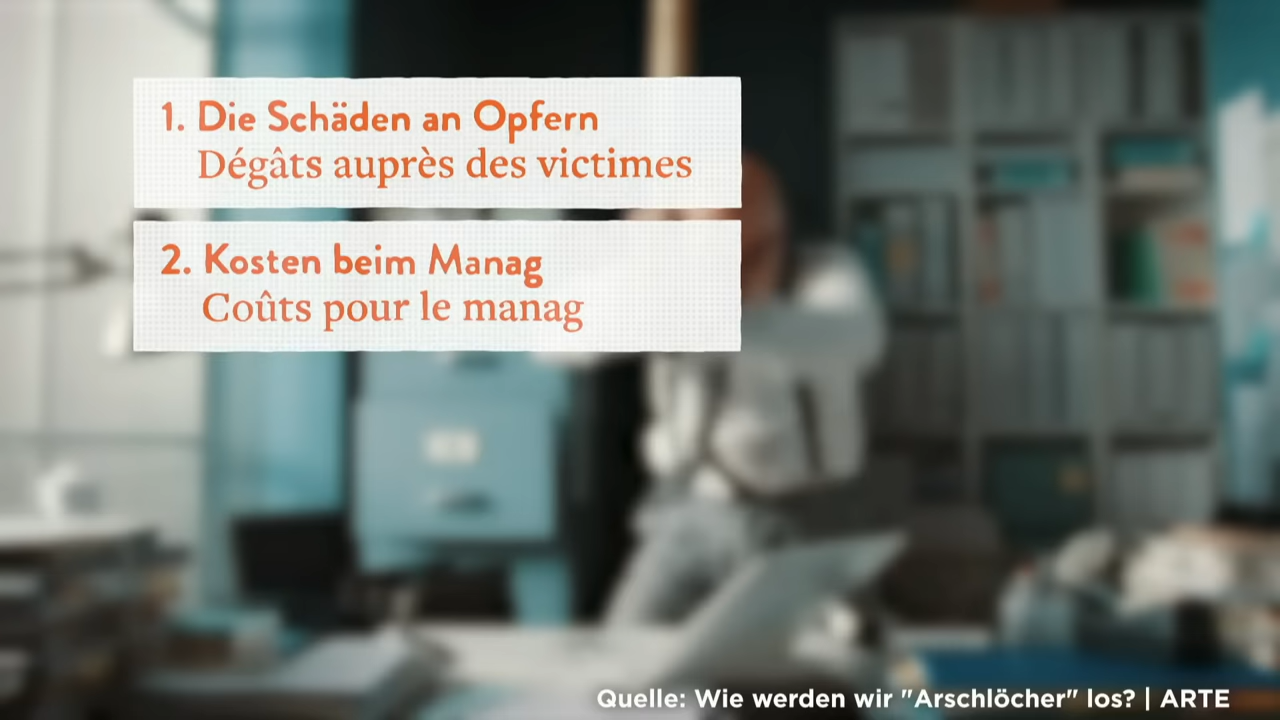 1. Die Schäden an Opfern
Dégâts auprès des victimes
2. Kosten beim Manag
Coûts pour le manag
Quelle: Wie werden wir "Arschlöcher" los? | ARTE